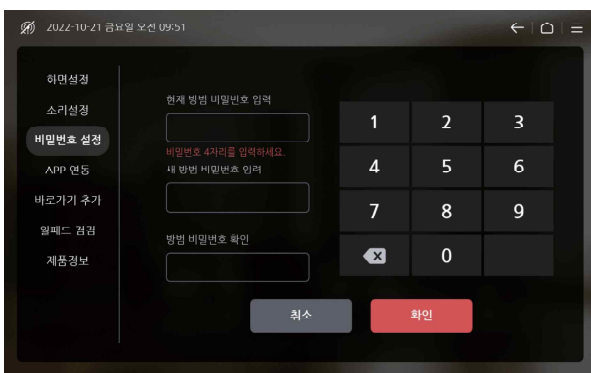 2022-10-21 금요일 오전 09:51
화면설정
소리설정
비밀번호 설정
APP 연동
바로가기 추가
월패드 점검
제품정보
현재 방범 비밀번호 입력
비밀번호 4자리를 입력하세요.
새 방범 비밀번호 입력
방범 비밀번호 확인
1 2 3
4 5 6
7 8 9
0
취소 확인